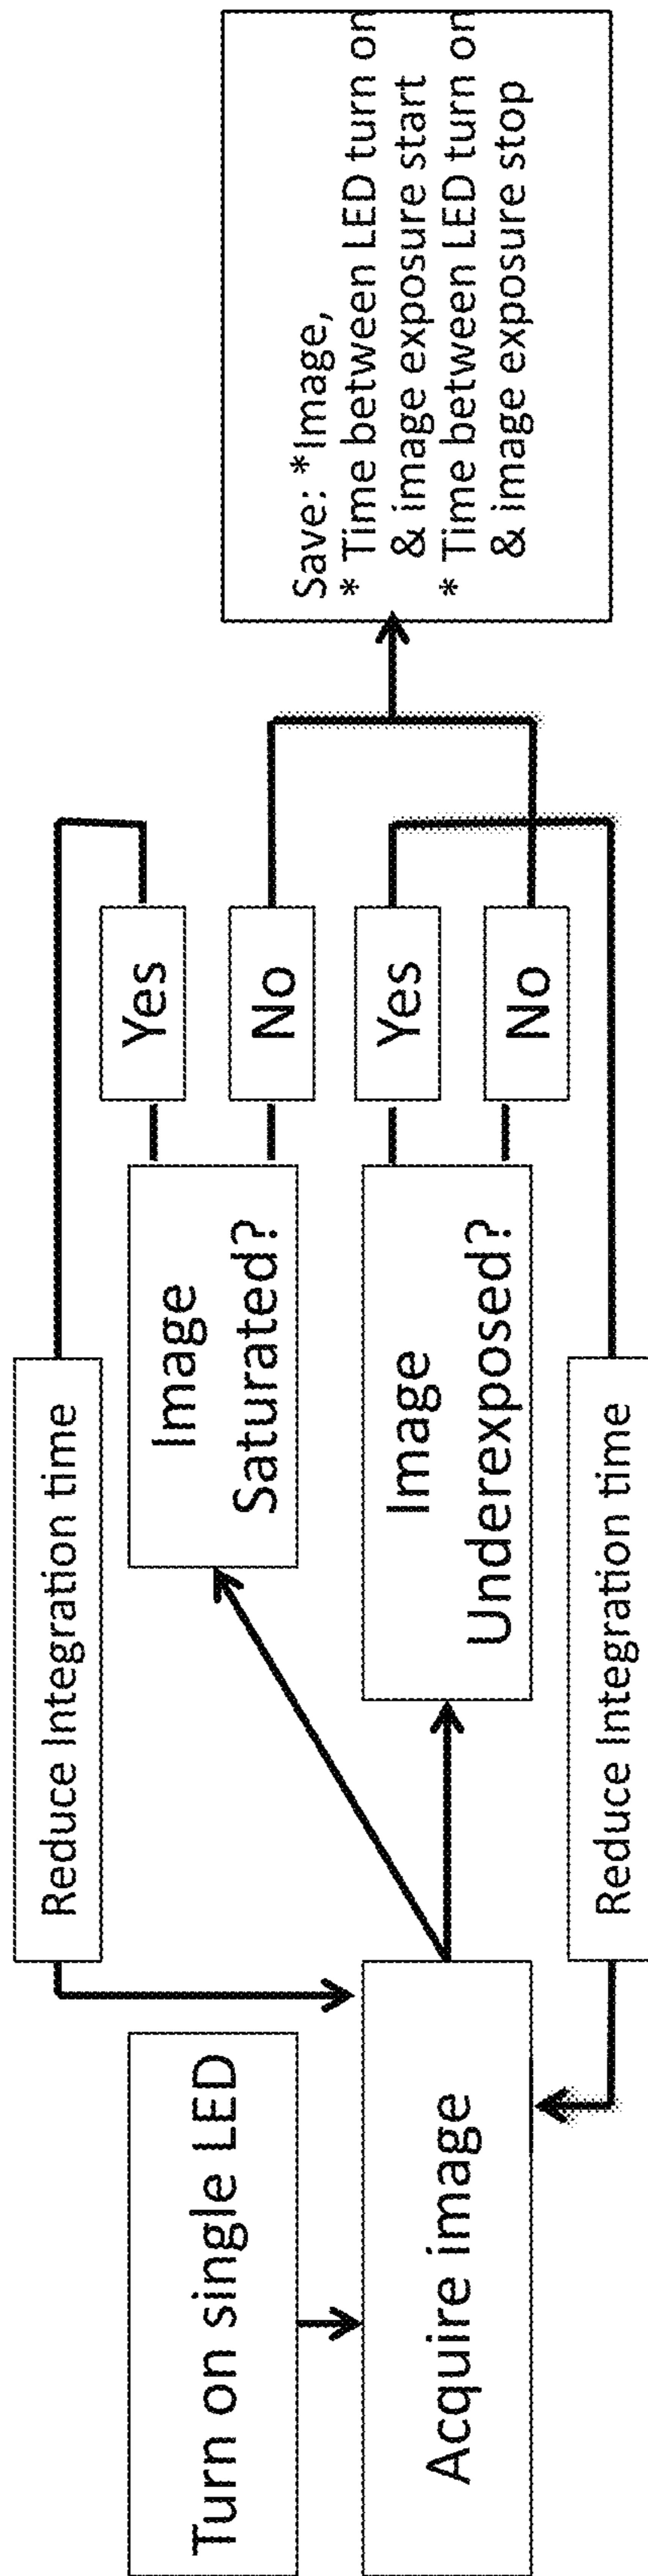 Turn on single LED
Acquire image
Reduce Integration time
Image
Saturated?
Yes
No
Image
Underexposed?
Yes
No
Reduce Integration time
Save: *Image,
* Time between LED turn on
& image exposure start
* Time between LED turn on
& image exposure stop